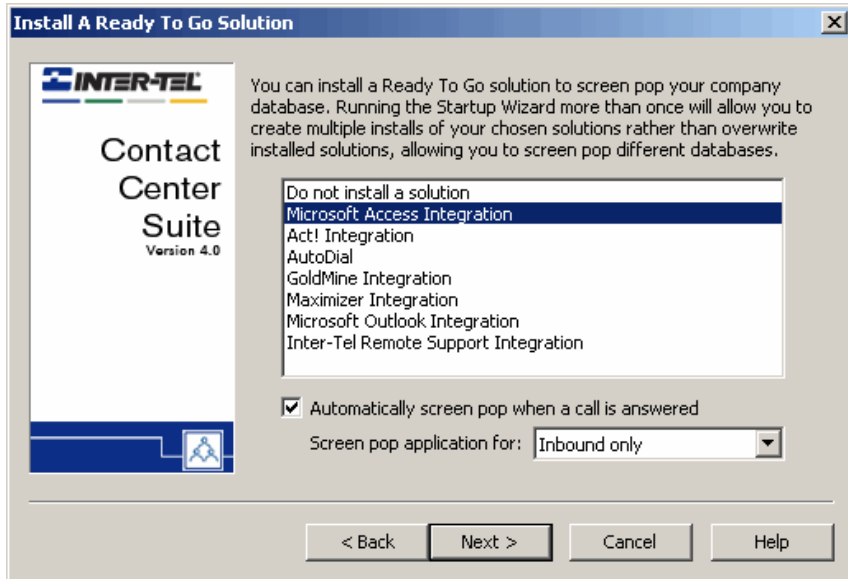 Install A Ready To Go Solution
INTER-TEL
Contact
Center
Suite
Version 4.0
You can install a Ready To Go solution to screen pop your company
database. Running the Startup Wizard more than once will allow you to
create multiple installs of your chosen solutions rather than overwrite
installed solutions, allowing you to screen pop different databases.
Do not install a solution
Microsoft Access Integration
Act! Integration
AutoDial
GoldMine Integration
Maximizer Integration
Microsoft Outlook Integration
Inter-Tel Remote Support Integration
Automatically screen pop when a call is answered
Screen pop application for: Inbound only
< Back Next > Cancel Help